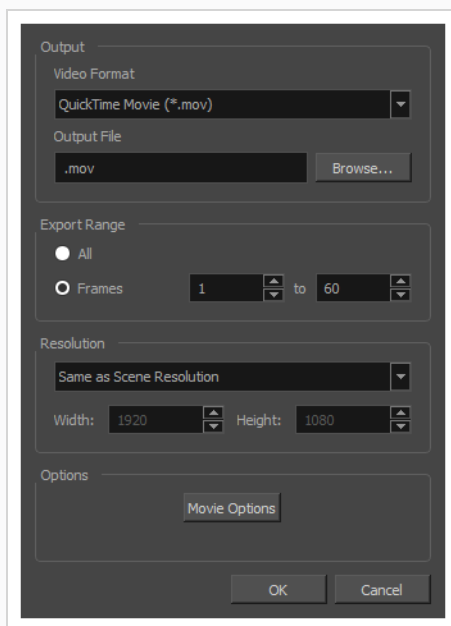 Output
Video Format
QuickTime Movie (*.mov)
Output File
.mov Browse...
Export Range
All
Frames 1 to 60
Resolution
Same as Scene Resolution
Width: 1920 Height: 1080
Options
Movie Options
OK Cancel